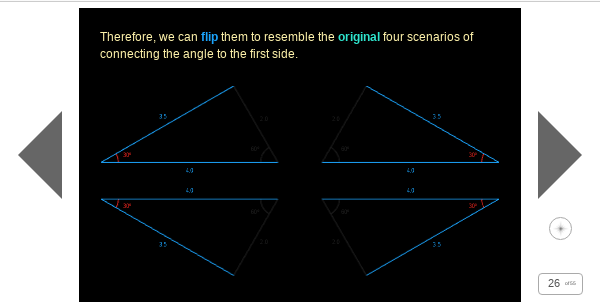 Therefore, we can flip them to resemble the original four scenarios of
connecting the angle to the first side.
3.5 2.0 2.0 3.5
30° 60° 60° 30°
4.0 4.0
4.0 4.0
30° 60° 60° 30°
3.5 2.0 2.0 3.5
26 of 55